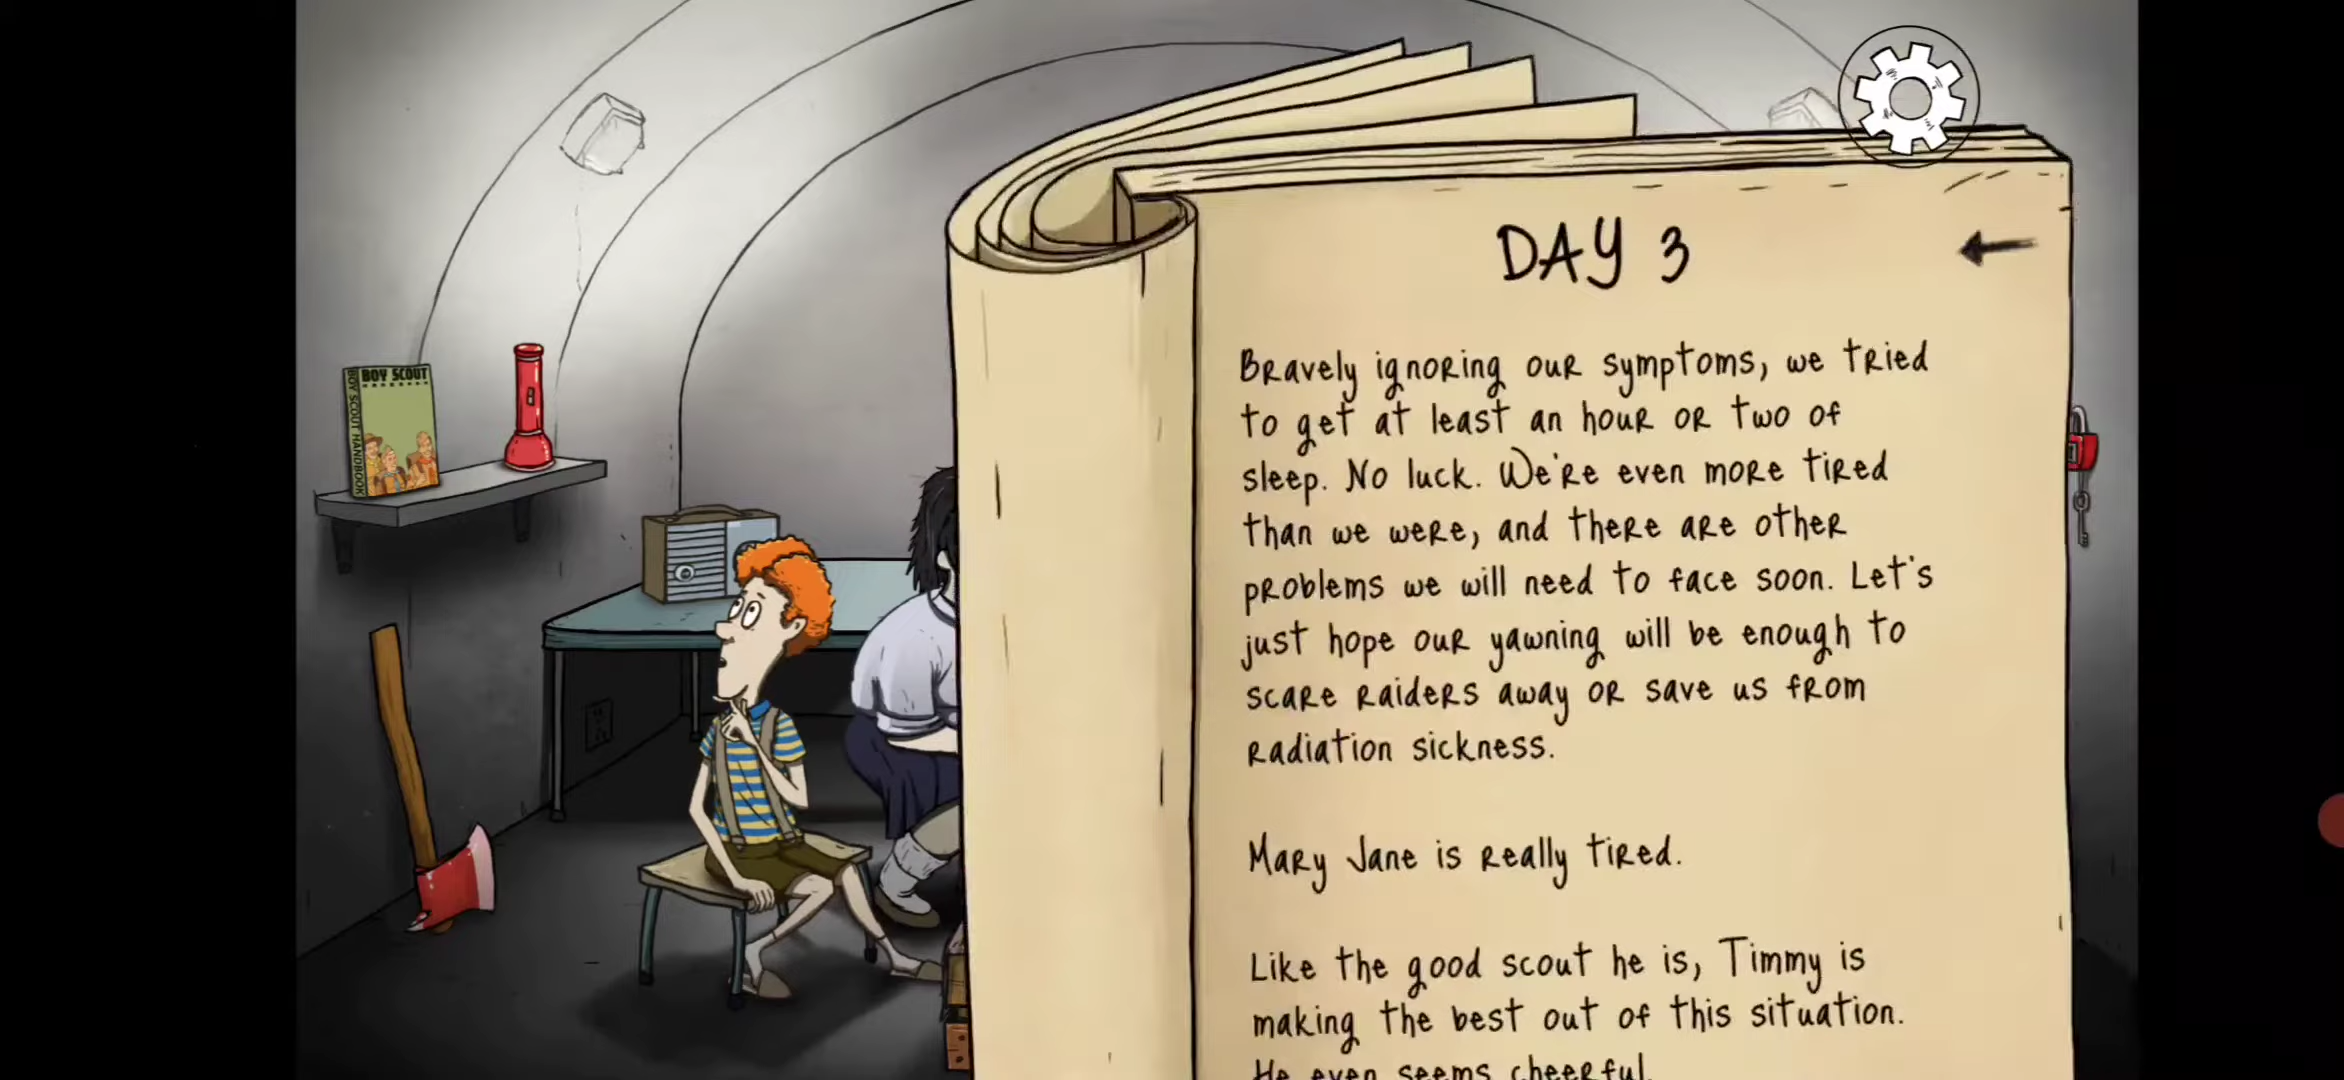 BOY SCOUT
BOY SCOUT HANDBOOK
DAY 3
Bravely ignoring our symptoms, we tried
to get at least an hour or two of
sleep. No luck. We're even more tired
than we were, and there are other
problems we will need to face soon. Let's
just hope our yawning will be enough to
scare raiders away or save us from
radiation sickness.
Mary Jane is really tired.
Like the good scout he is, Timmy is
making the best out of this situation.
He even seems cheerful.